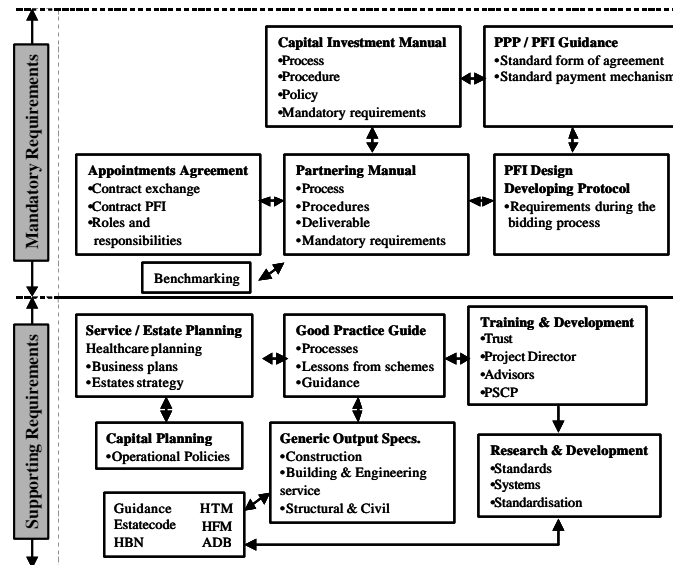 Mandatory Requirements
Capital Investment Manual
•Process
•Procedure
•Policy
•Mandatory requirements
PPP / PFI Guidance
•Standard form of agreement
•Standard payment mechanism
Appointments Agreement
•Contract exchange
•Contract PFI
•Roles and
responsibilities
Partnering Manual
•Process
•Procedures
•Deliverable
•Mandatory requirements
PFI Design
Developing Protocol
•Requirements during the
bidding process
Benchmarking
Supporting Requirements
Service / Estate Planning
Healthcare planning
•Business plans
•Estates strategy
Good Practice Guide
•Processes
•Lessons from schemes
•Guidance
Training & Development
•Trust
•Project Director
•Advisors
•PSCP
Capital Planning
•Operational Policies
Generic Output Specs.
•Construction
•Building & Engineering
service
•Structural & Civil
Research & Development
•Standards
•Systems
•Standardisation
Guidance HTM
Estatecode HFM
HBN ADB